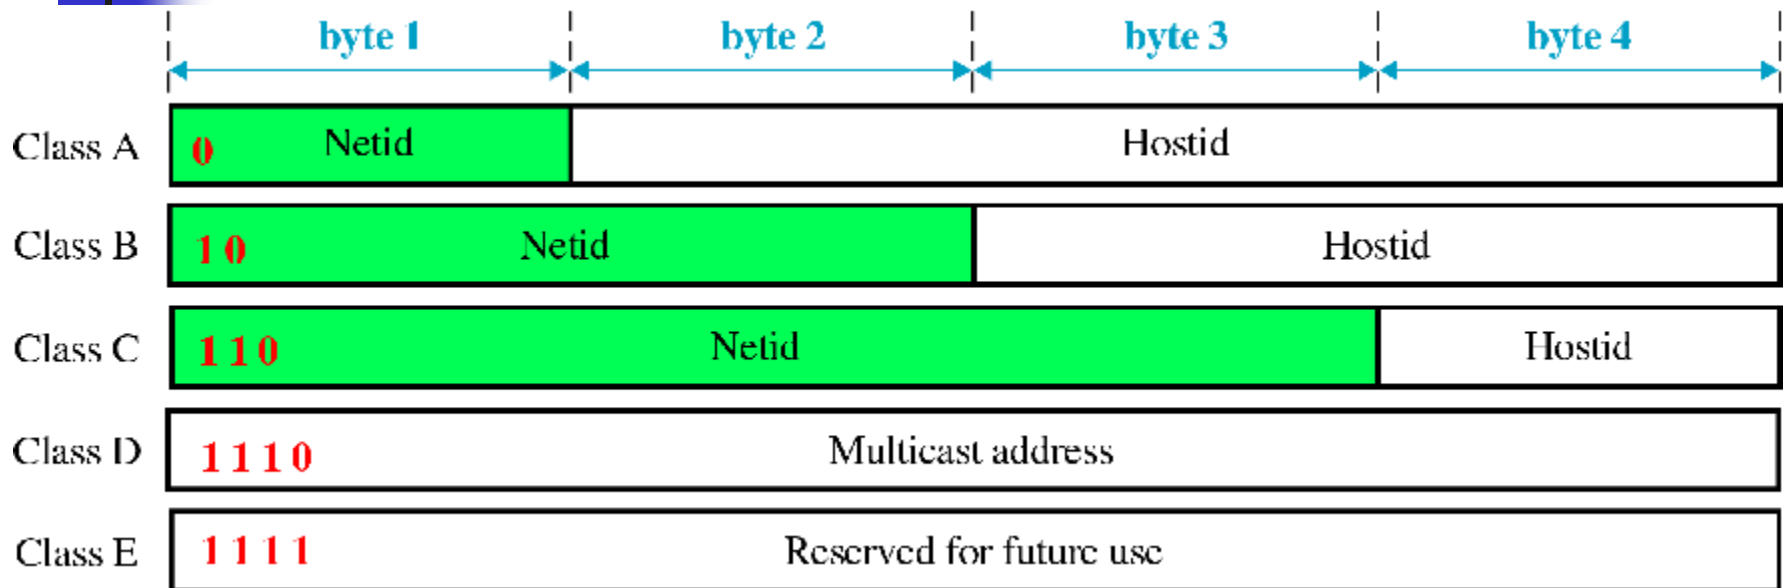 byte 1 byte 2 byte 3 byte 4
Class A 0 Netid Hostid
Class B 1 0 Netid Hostid
Class C 1 1 0 Netid Hostid
Class D 1 1 1 0 Multicast address
Class E 1 1 1 1 Reserved for future use